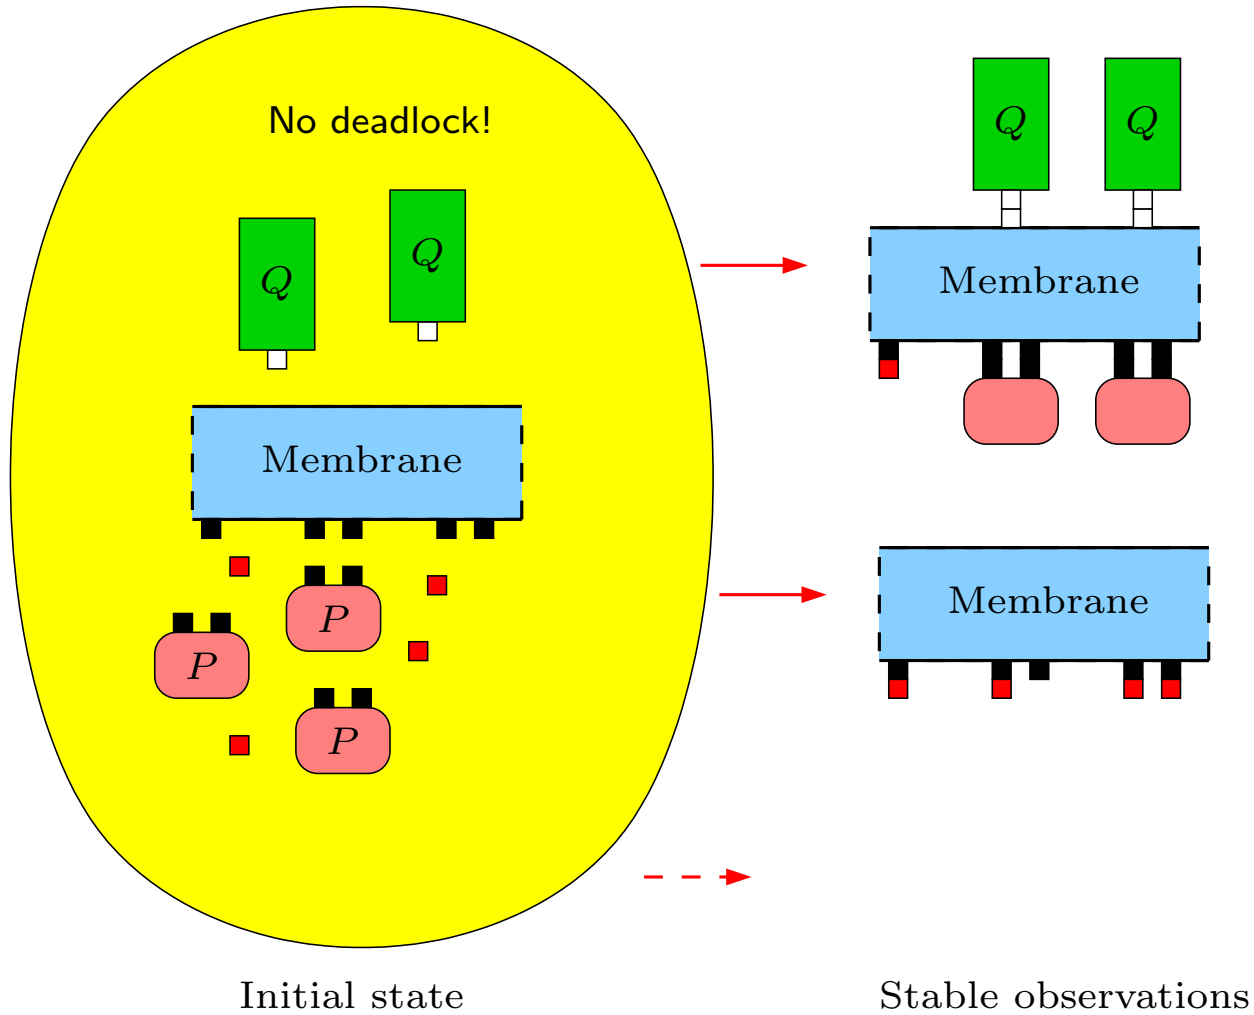 No deadlock!
Q
Q
Membrane
P
P
P
Q
Q
Membrane
Membrane
Initial state
Stable observations